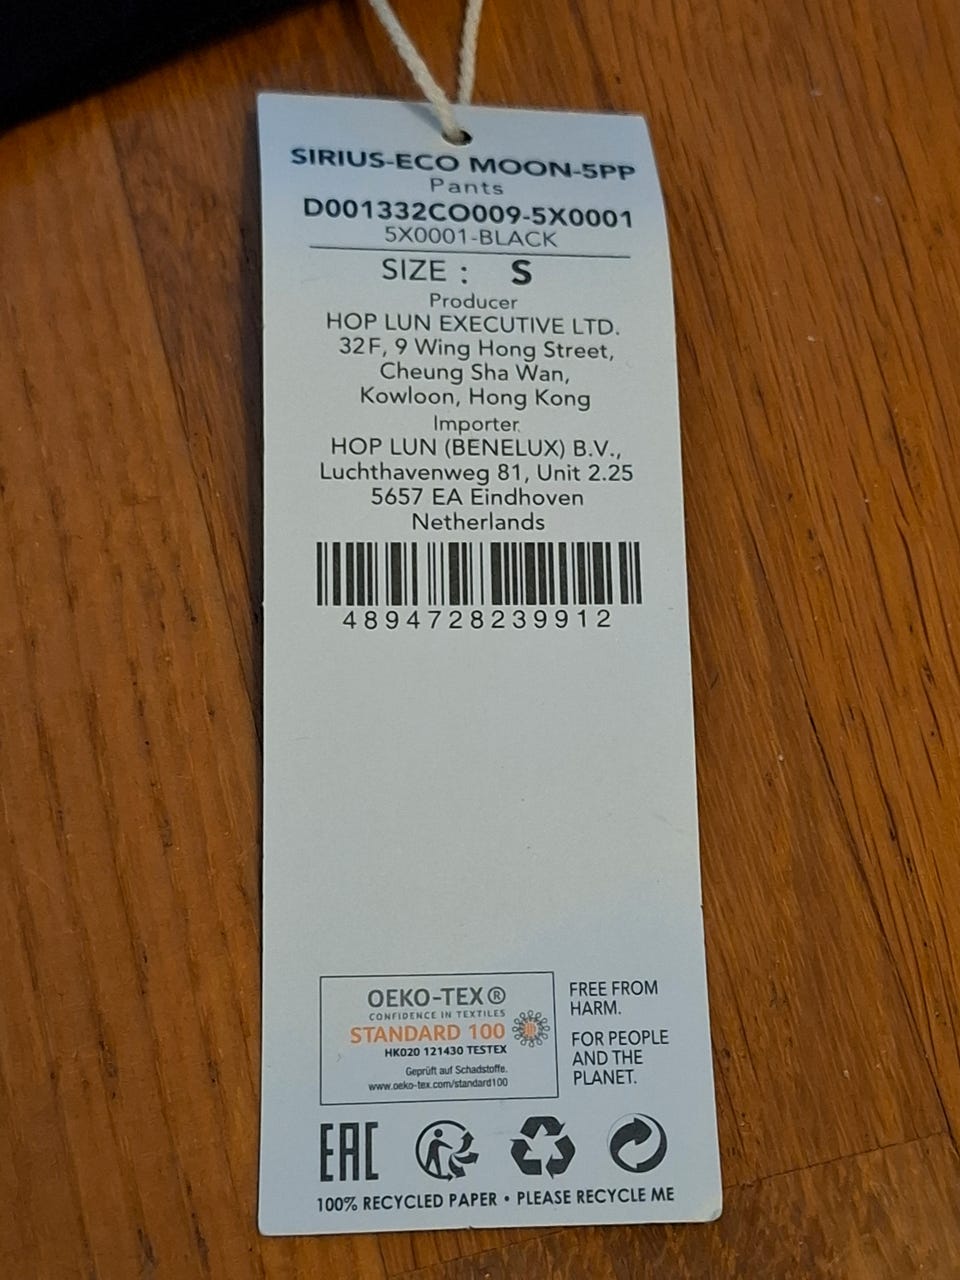 SIRIUS-ECO MOON-5PP
Pants
D001332CO009-5X0001
5X0001-BLACK
SIZE : S
Producer
HOP LUN EXECUTIVE LTD.
32F, 9 Wing Hong Street,
Cheung Sha Wan,
Kowloon, Hong Kong
Importer
HOP LUN (BENELUX) B.V.,
Luchthavenweg 81, Unit 2.25
5657 EA Eindhoven
Netherlands
4894728239912
OEKO-TEX®
CONFIDENCE IN TEXTILES
STANDARD 100
HK020 121430 TESTEX
Geprüft auf Schadstoffe.
www.oeko-tex.com/standard100
FREE FROM
HARM.
FOR PEOPLE
AND THE
PLANET.
EAC
100% RECYCLED PAPER • PLEASE RECYCLE ME